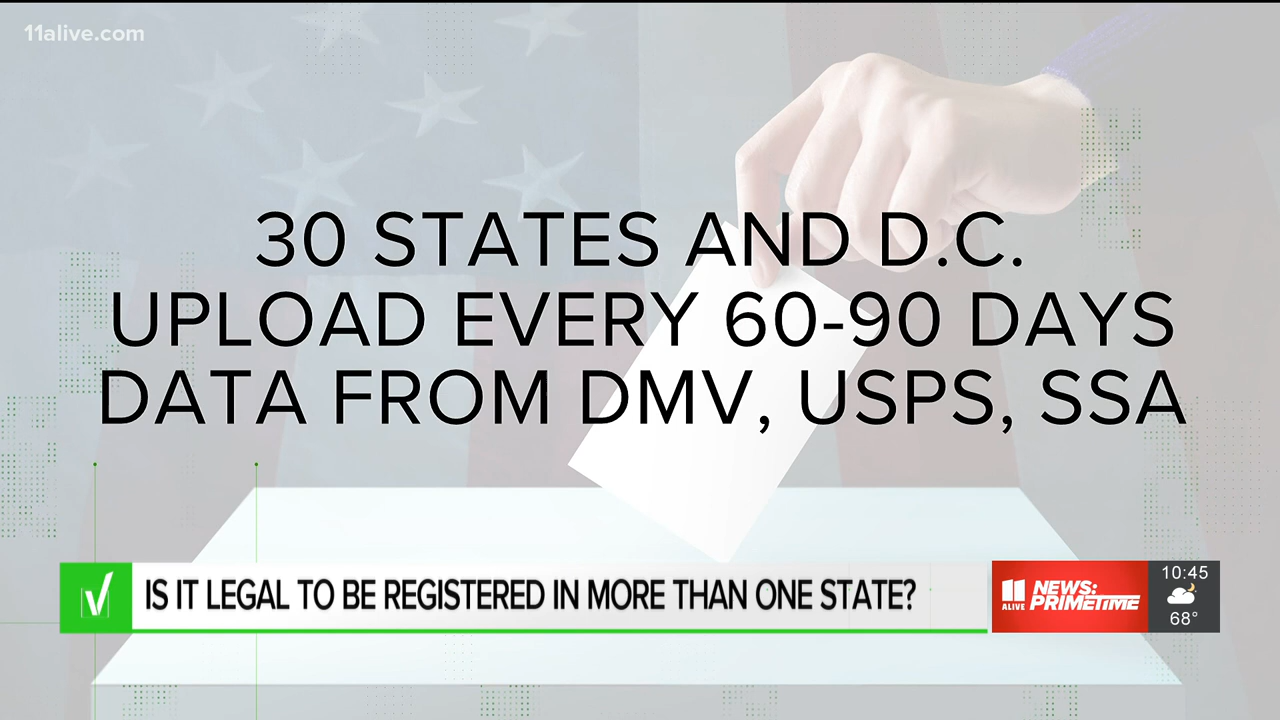 11alive.com
30 STATES AND D.C.
UPLOAD EVERY 60-90 DAYS
DATA FROM DMV, USPS, SSA
IS IT LEGAL TO BE REGISTERED IN MORE THAN ONE STATE?
11 ALIVE NEWS: PRIMETIME
10:45
68°